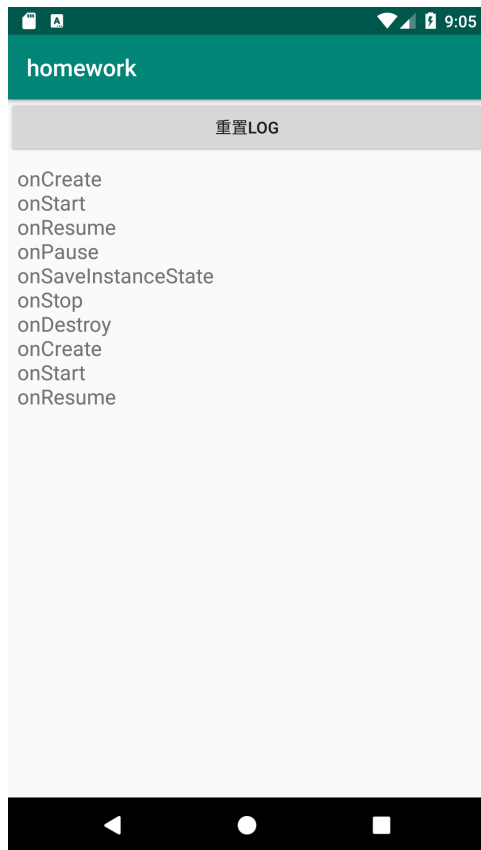 9:05
homework
重置LOG
onCreate
onStart
onResume
onPause
onSaveInstanceState
onStop
onDestroy
onCreate
onStart
onResume